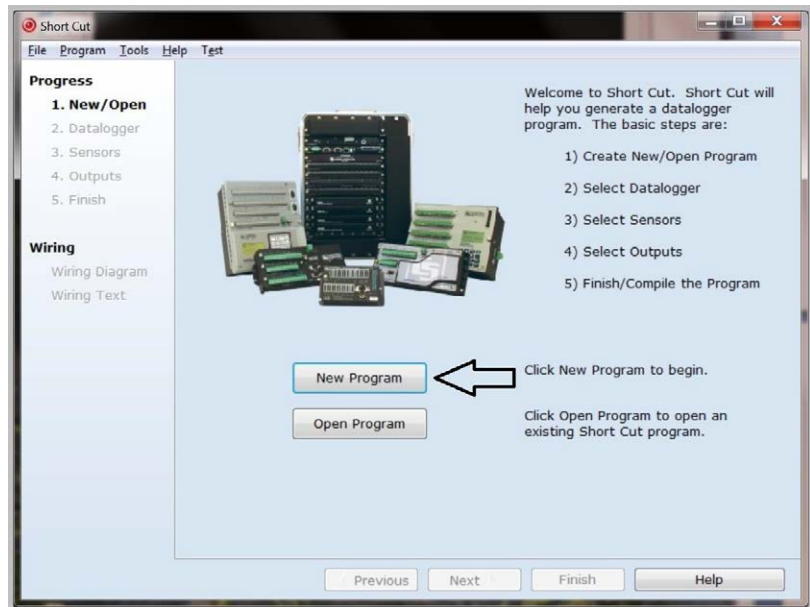 Short Cut
File Program Tools Help Test
Progress
1. New/Open
2. Datalogger
3. Sensors
4. Outputs
5. Finish
Wiring
Wiring Diagram
Wiring Text
Welcome to Short Cut. Short Cut will
help you generate a datalogger
program. The basic steps are:
1) Create New/Open Program
2) Select Datalogger
3) Select Sensors
4) Select Outputs
5) Finish/Compile the Program
New Program
Click New Program to begin.
Open Program
Click Open Program to open an
existing Short Cut program.
Previous Next Finish Help